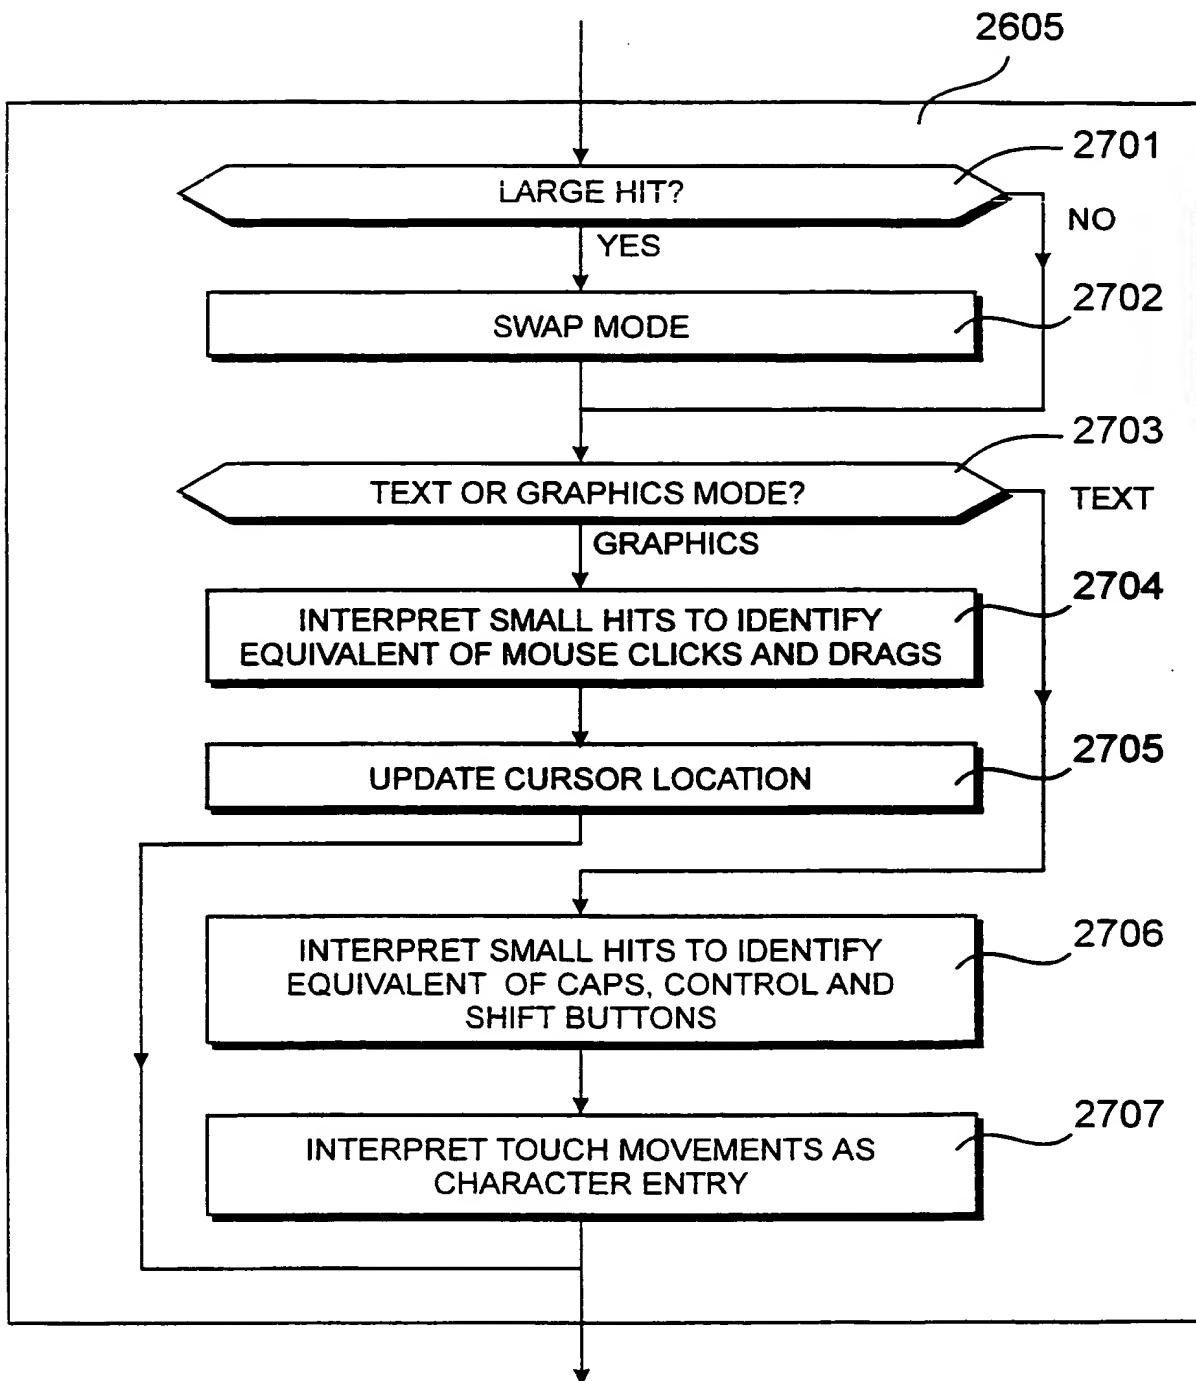 2605
2701
LARGE HIT?
NO
YES
2702
SWAP MODE
2703
TEXT OR GRAPHICS MODE?
TEXT
GRAPHICS
2704
INTERPRET SMALL HITS TO IDENTIFY
EQUIVALENT OF MOUSE CLICKS AND DRAGS
2705
UPDATE CURSOR LOCATION
2706
INTERPRET SMALL HITS TO IDENTIFY
EQUIVALENT OF CAPS, CONTROL AND
SHIFT BUTTONS
2707
INTERPRET TOUCH MOVEMENTS AS
CHARACTER ENTRY